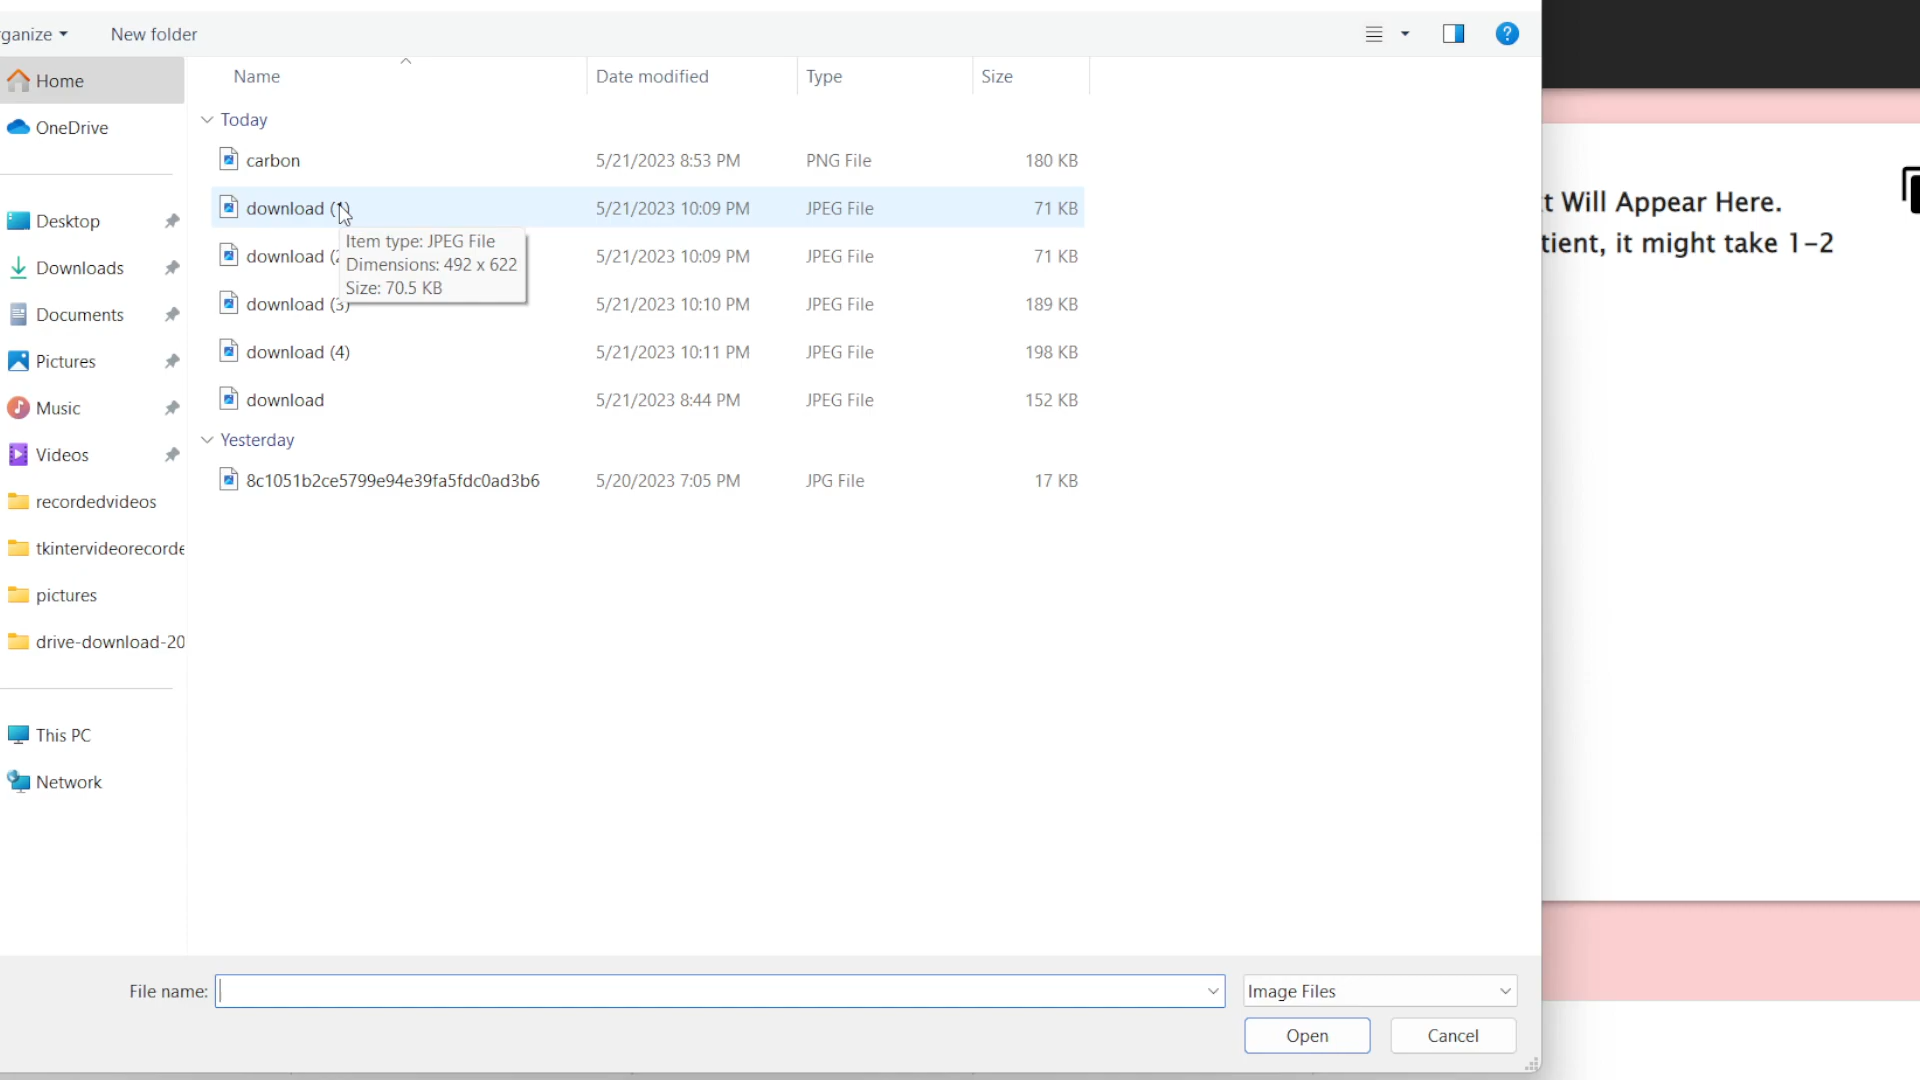 ganize
New folder
Home
OneDrive
Desktop
Downloads
Documents
Pictures
Music
Videos
recordedvideos
tkintervideorecorde
pictures
drive-download-20
This PC
Network
Name Date modified Type Size
Today
carbon 5/21/2023 8:53 PM PNG File 180 KB
download (1) 5/21/2023 10:09 PM JPEG File 71 KB
download (2 5/21/2023 10:09 PM JPEG File 71 KB
download (3) 5/21/2023 10:10 PM JPEG File 189 KB
download (4) 5/21/2023 10:11 PM JPEG File 198 KB
download 5/21/2023 8:44 PM JPEG File 152 KB
Item type: JPEG File
Dimensions: 492 x 622
Size: 70.5 KB
Yesterday
8c1051b2ce5799e94e39fa5fdc0ad3b6 5/20/2023 7:05 PM JPG File 17 KB
File name:
Image Files
Open
Cancel
t Will Appear Here.
tient, it might take 1-2